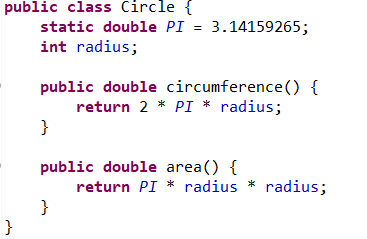 public class Circle {
    static double PI = 3.14159265;
    int radius;

    public double circumference() {
        return 2 * PI * radius;
    }

    public double area() {
        return PI * radius * radius;
    }
}